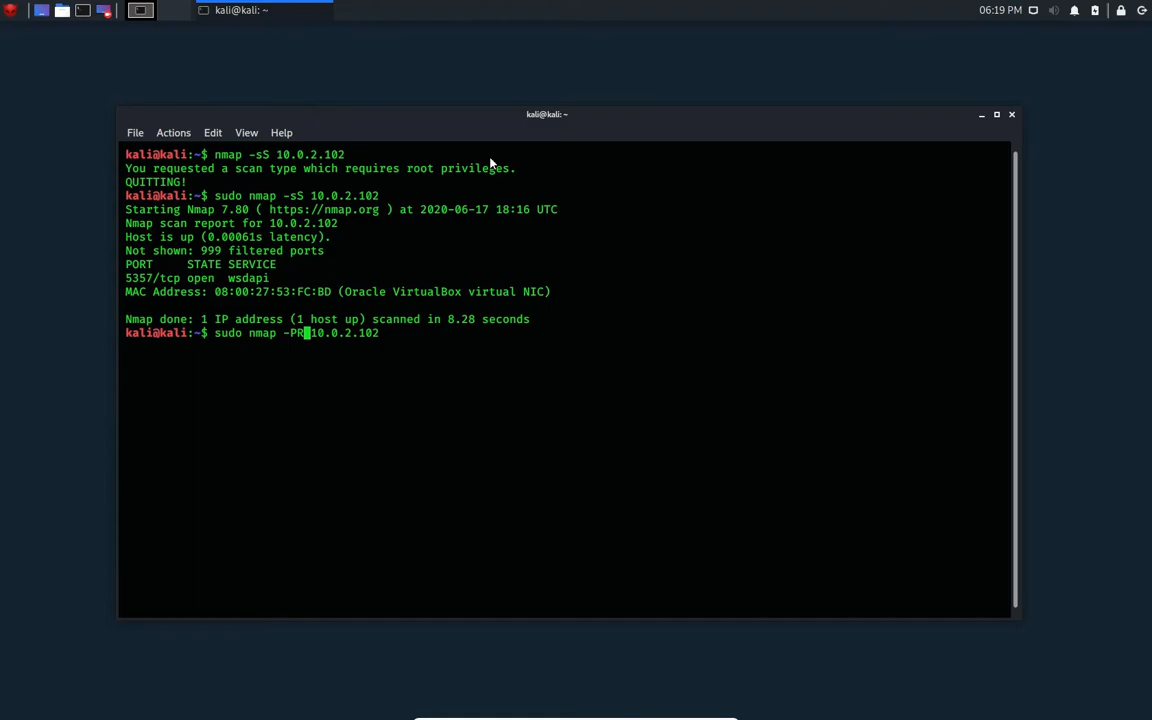 kali@kali: ~
06:19 PM
kali@kali: ~
File Actions Edit View Help
kali@kali:~$ nmap -sS 10.0.2.102
You requested a scan type which requires root privileges.
QUITTING!
kali@kali:~$ sudo nmap -sS 10.0.2.102
Starting Nmap 7.80 ( https://nmap.org ) at 2020-06-17 18:16 UTC
Nmap scan report for 10.0.2.102
Host is up (0.00061s latency).
Not shown: 999 filtered ports
PORT     STATE SERVICE
5357/tcp open  wsdapi
MAC Address: 08:00:27:53:FC:BD (Oracle VirtualBox virtual NIC)
Nmap done: 1 IP address (1 host up) scanned in 8.28 seconds
kali@kali:~$ sudo nmap -PR 10.0.2.102